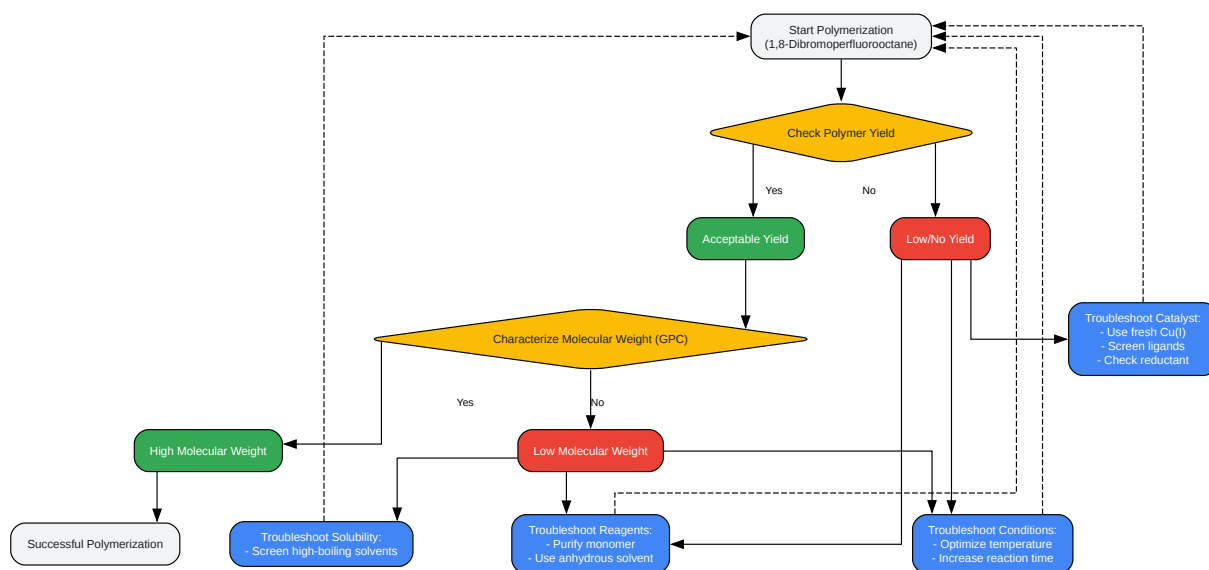 Start Polymerization
(1,8-Dibromoperfluorooctane)
Check Polymer Yield
Yes
No
Acceptable Yield
Low/No Yield
Troubleshoot Catalyst:
- Use fresh Cu(I)
- Screen ligands
- Check reductant
Characterize Molecular Weight (GPC)
Yes
No
High Molecular Weight
Low Molecular Weight
Successful Polymerization
Troubleshoot Solubility:
- Screen high-boiling solvents
Troubleshoot Reagents:
- Purify monomer
- Use anhydrous solvent
Troubleshoot Conditions:
- Optimize temperature
- Increase reaction time